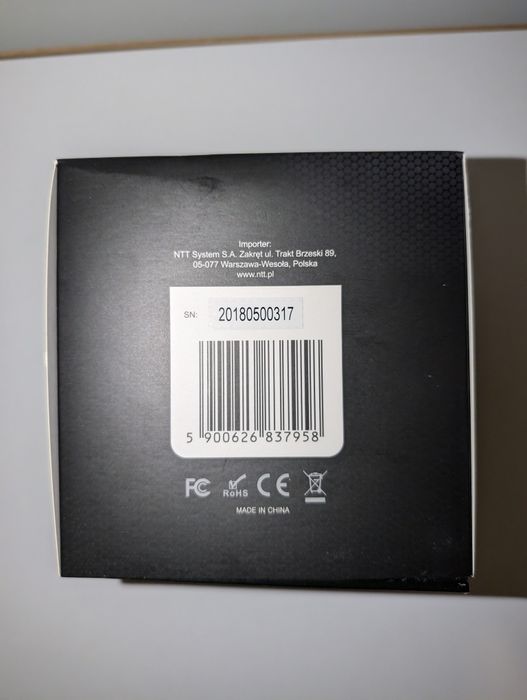 Importer:
NTT System S.A. Zakręt ul. Trakt Brzeski 89,
05-077 Warszawa-Wesoła, Polska
www.ntt.pl
SN: 20180500317
5 900626 837958
FC RoHS CE
MADE IN CHINA